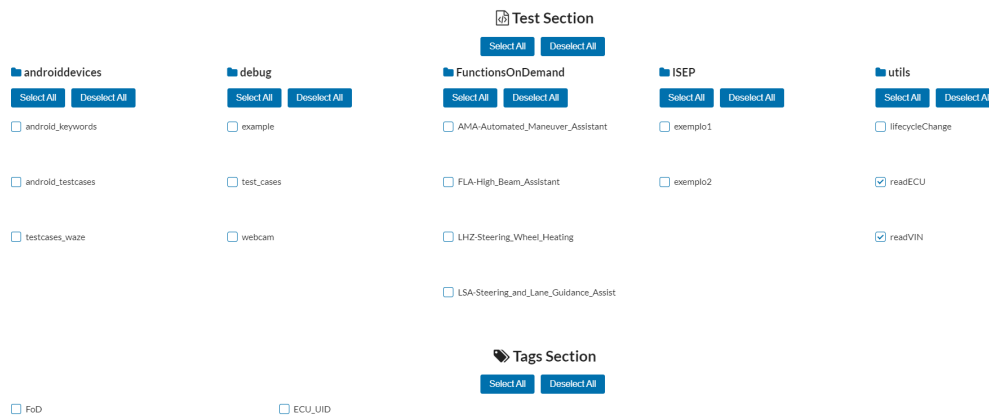 Test Section
Select All Deselect All
androiddevices debug FunctionsOnDemand ISEP utils
Select All Deselect All Select All Deselect All Select All Deselect All Select All Deselect All Select All Deselect All
android_keywords example AMA-Automated_Maneuver_Assistant exemplo1 lifecycleChange
android_testcases test_cases FLA-High_Beam_Assistant exemplo2 readECU
testcases_waze webcam LHZ-Steering_Wheel_Heating readVIN
LSA-Steering_and_Lane_Guidance_Assist
Tags Section
Select All Deselect All
FoD ECU_UID